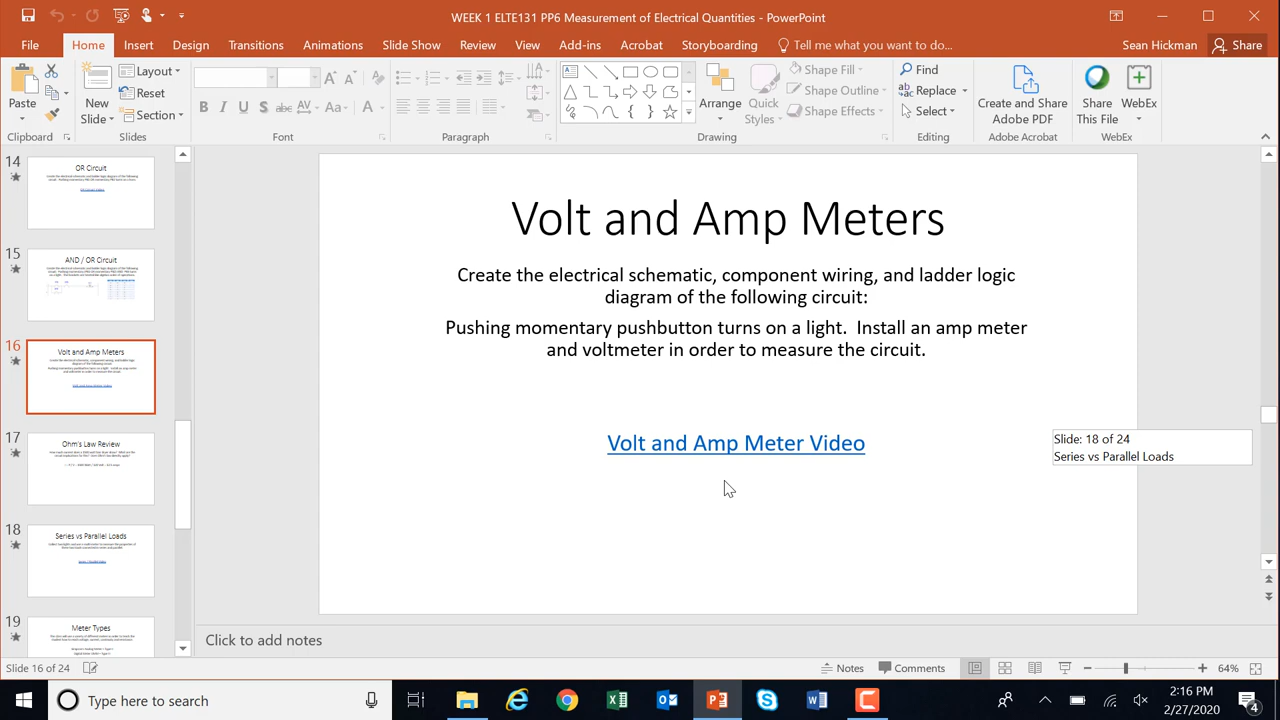 WEEK 1 ELTE131 PP6 Measurement of Electrical Quantities - PowerPoint
File Home Insert Design Transitions Animations Slide Show Review View Add-ins Acrobat Storyboarding Tell me what you want to do... Sean Hickman Share
Paste
Clipboard
New Slide
Layout
Reset
Section
Slides
B I U S abc AV Aa A
Font
Paragraph
Arrange
Quick Styles
Shape Fill
Shape Outline
Shape Effects
Drawing
Find
Replace
Select
Editing
Create and Share
Adobe PDF
Adobe Acrobat
Share
This File
WebEx
WebEx
14
OR Circuit
15
AND / OR Circuit
16
Volt and Amp Meters
17
Ohm's Law Review
18
Series vs Parallel Loads
19
Meter Types
Volt and Amp Meters
Create the electrical schematic, component wiring, and ladder logic
diagram of the following circuit:
Pushing momentary pushbutton turns on a light. Install an amp meter
and voltmeter in order to measure the circuit.
Volt and Amp Meter Video
Slide: 18 of 24
Series vs Parallel Loads
Click to add notes
Slide 16 of 24 Notes Comments 64%
Type here to search
2:16 PM
2/27/2020
4